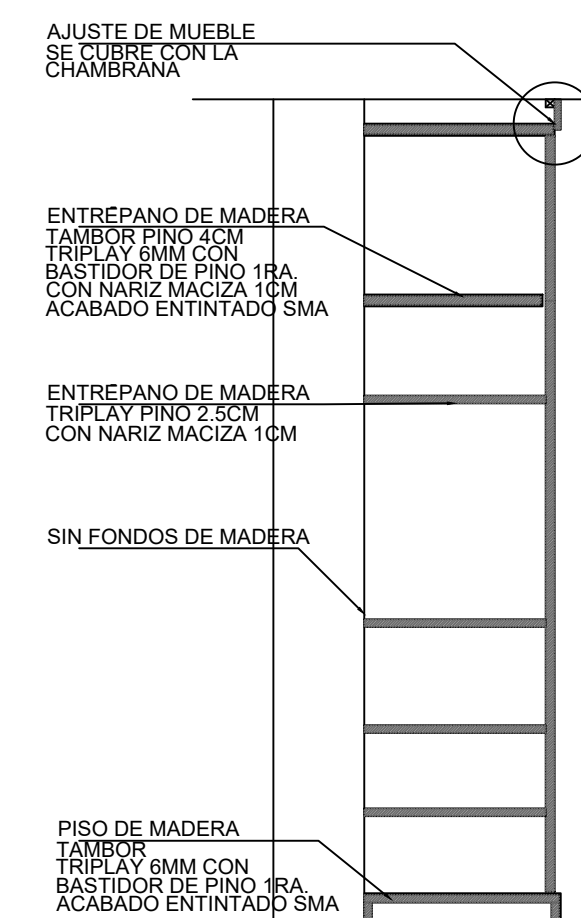 AJUSTE DE MUEBLE
SE CUBRE CON LA
CHAMBRANA
ENTREPAÑO DE MADERA
TAMBOR PINO 4CM
TRIPLAY 6MM CON
BASTIDOR DE PINO 1RA.
CON NARIZ MACIZA 1CM
ACABADO ENTINTADO SMA
ENTREPAÑO DE MADERA
TRIPLAY PINO 2.5CM
CON NARIZ MACIZA 1CM
SIN FONDOS DE MADERA
PISO DE MADERA
TAMBOR
TRIPLAY 6MM CON
BASTIDOR DE PINO 1RA.
ACABADO ENTINTADO SMA